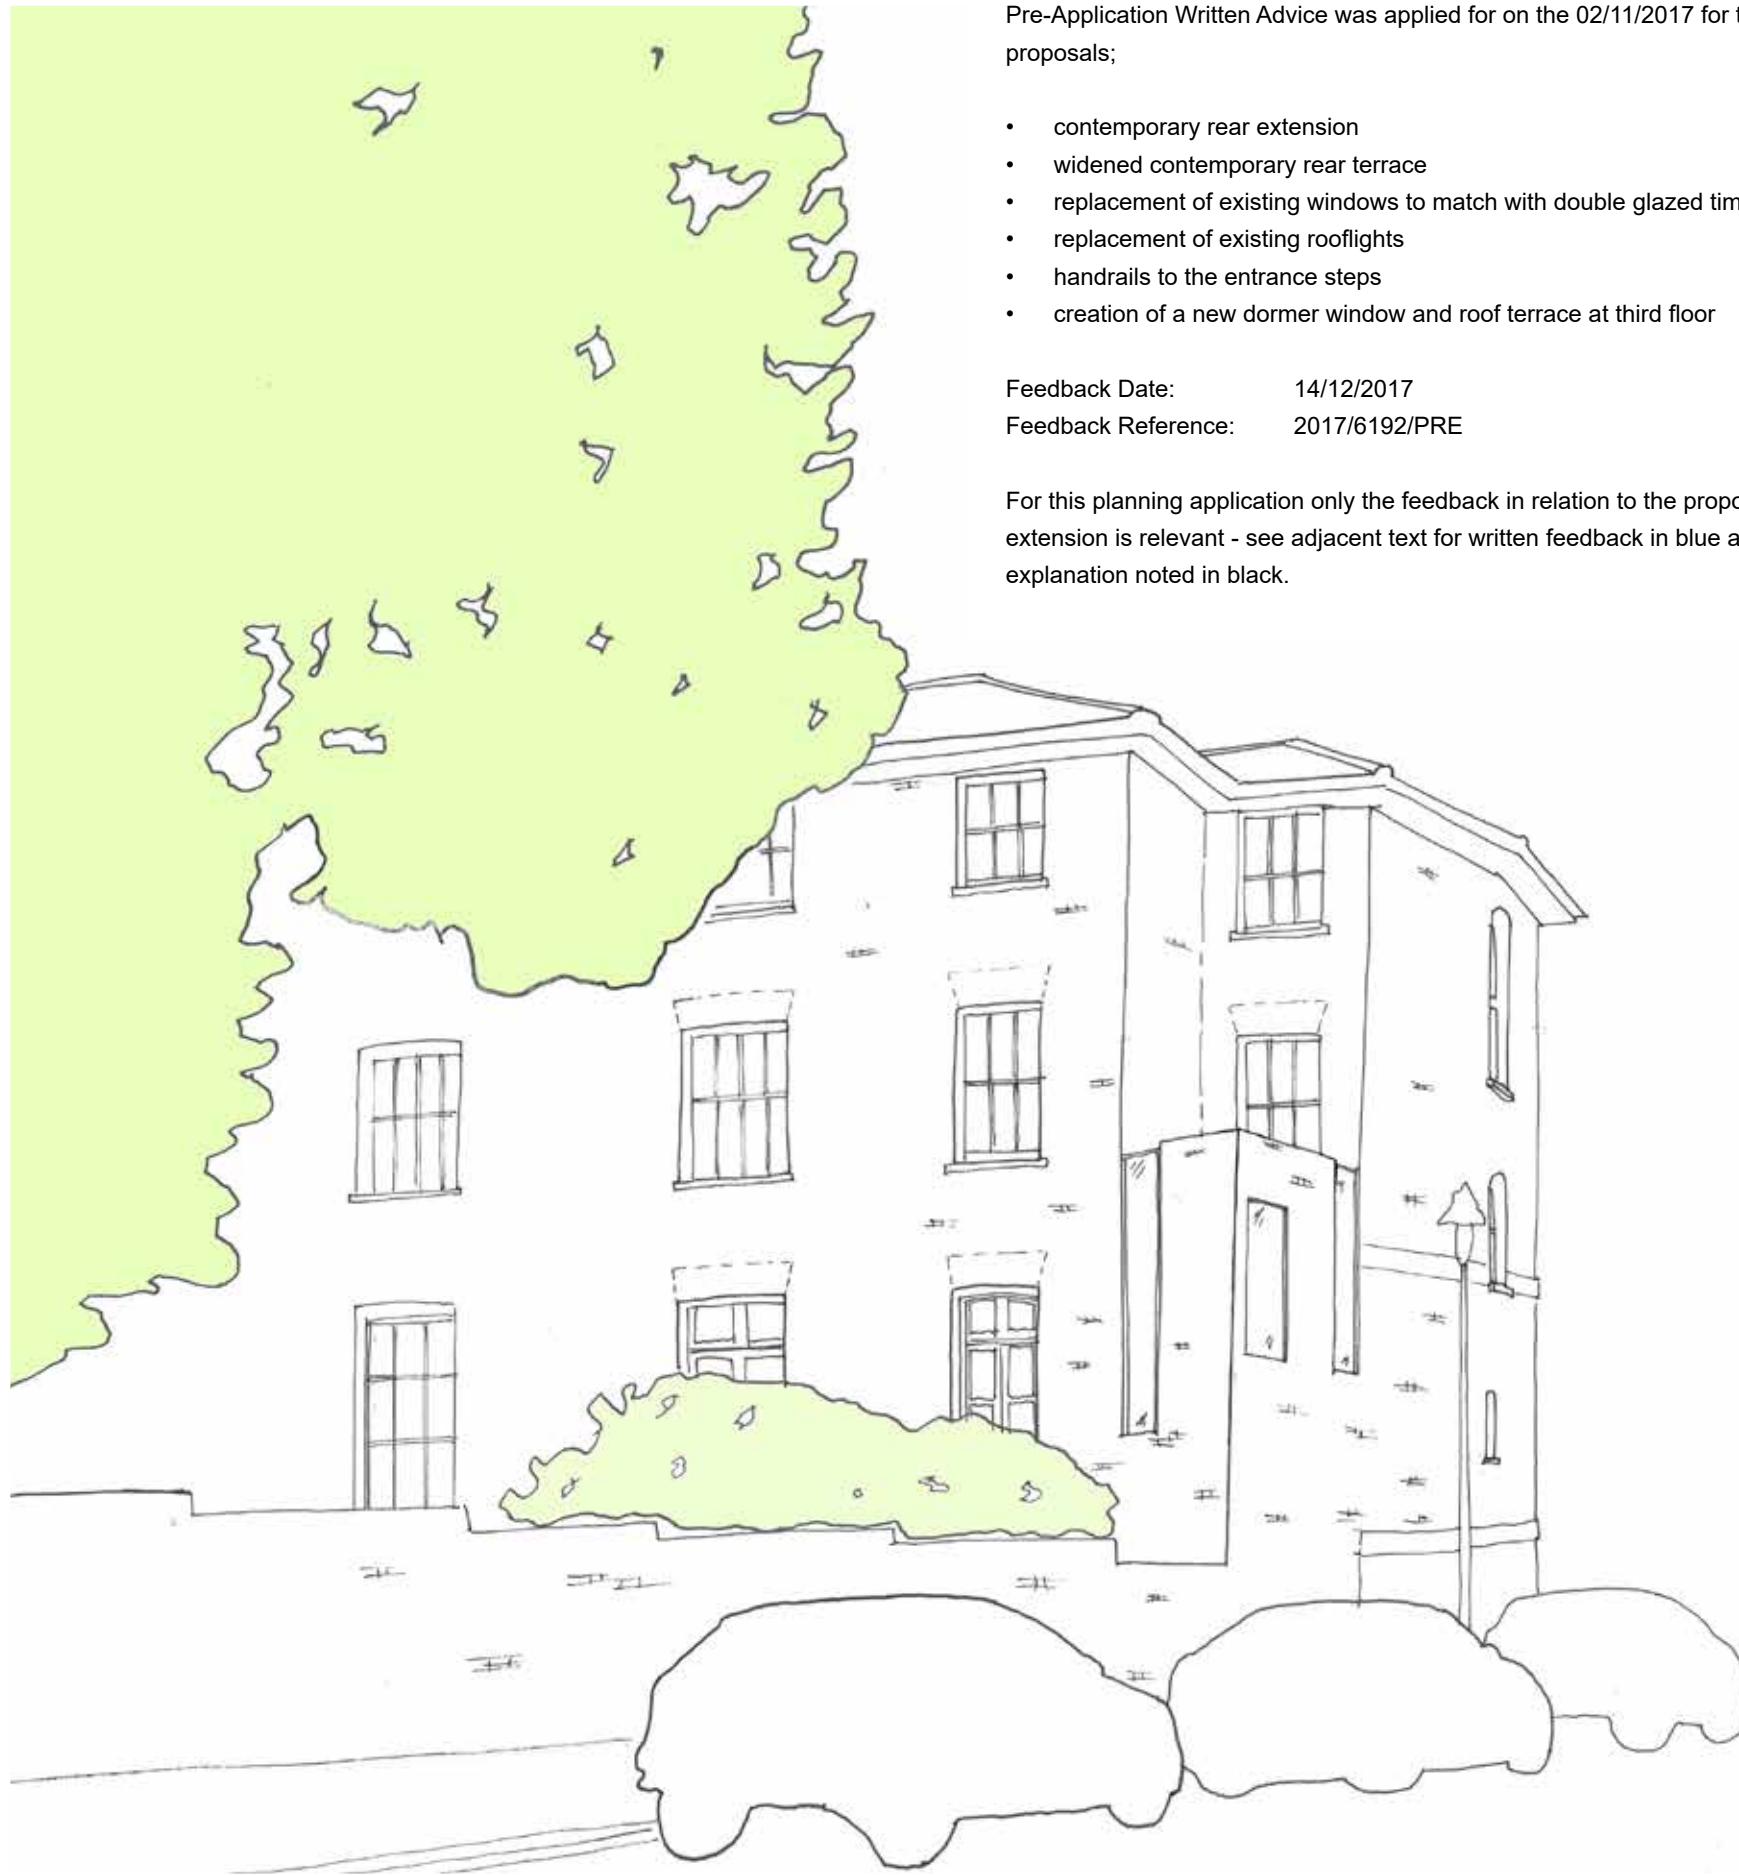 Pre-Application Written Advice was applied for on the 02/11/2017 for
proposals;
• contemporary rear extension
• widened contemporary rear terrace
• replacement of existing windows to match with double glazed
• replacement of existing rooflights
• handrails to the entrance steps
• creation of a new dormer window and roof terrace at third floor
Feedback Date: 14/12/2017
Feedback Reference: 2017/6192/PRE
For this planning application only the feedback in relation to the
extension is relevant - see adjacent text for written feedback in blue
explanation noted in black.